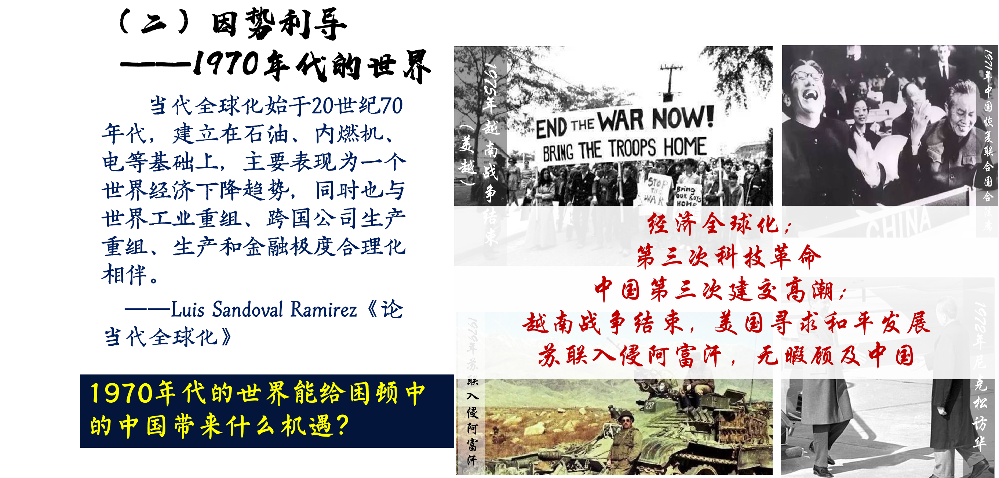 （二）因势利导
——1970年代的世界
当代全球化始于20世纪70
年代，建立在石油、内燃机、
电等基础上，主要表现为一个
世界经济下降趋势，同时也与
世界工业重组、跨国公司生产
重组、生产和金融极度合理化
相伴。
——Luis Sandoval Ramirez《论
当代全球化》
1970年代的世界能给困顿中
的中国带来什么机遇？
1975年越南战争结束
（美越）
END THE WAR NOW!
BRING THE TROOPS HOME
STOP
THE
WAR
Bring
OUR BOYS
HOME
1971年中国恢复联合国合法席
CHINA
经济全球化；
第三次科技革命
中国第三次建交高潮；
越南战争结束，美国寻求和平发展
苏联入侵阿富汗，无暇顾及中国
1979年苏联入侵阿富汗
227
1972年尼克松访华